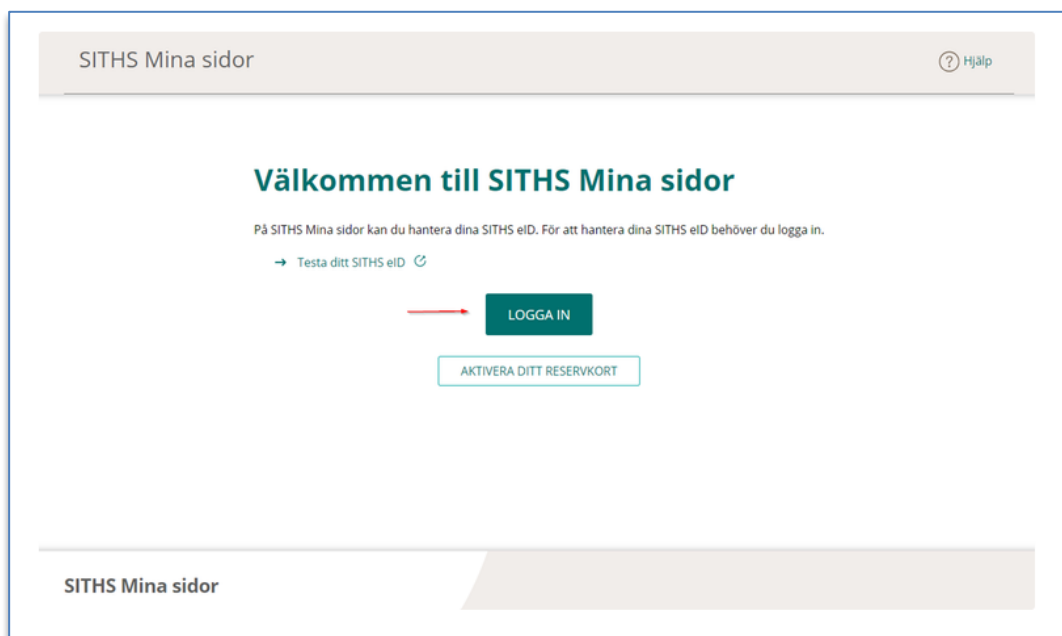 SITHS Mina sidor
? Hjälp
Välkommen till SITHS Mina sidor
På SITHS Mina sidor kan du hantera dina SITHS eID. För att hantera dina SITHS eID behöver du logga in.
→ Testa ditt SITHS eID
LOGGA IN
AKTIVERA DITT RESERVKORT
SITHS Mina sidor